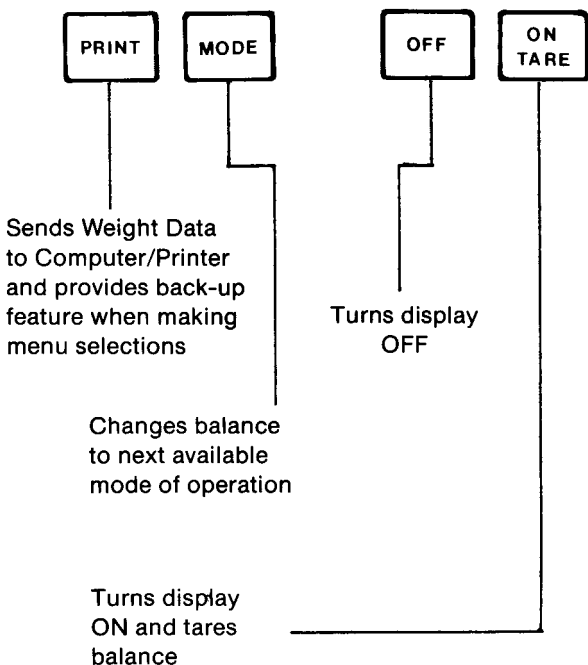 PRINT
MODE
OFF
ON
TARE
Sends Weight Data
to Computer/Printer
and provides back-up
feature when making
menu selections
Turns display
OFF
Changes balance
to next available
mode of operation
Turns display
ON and tares
balance